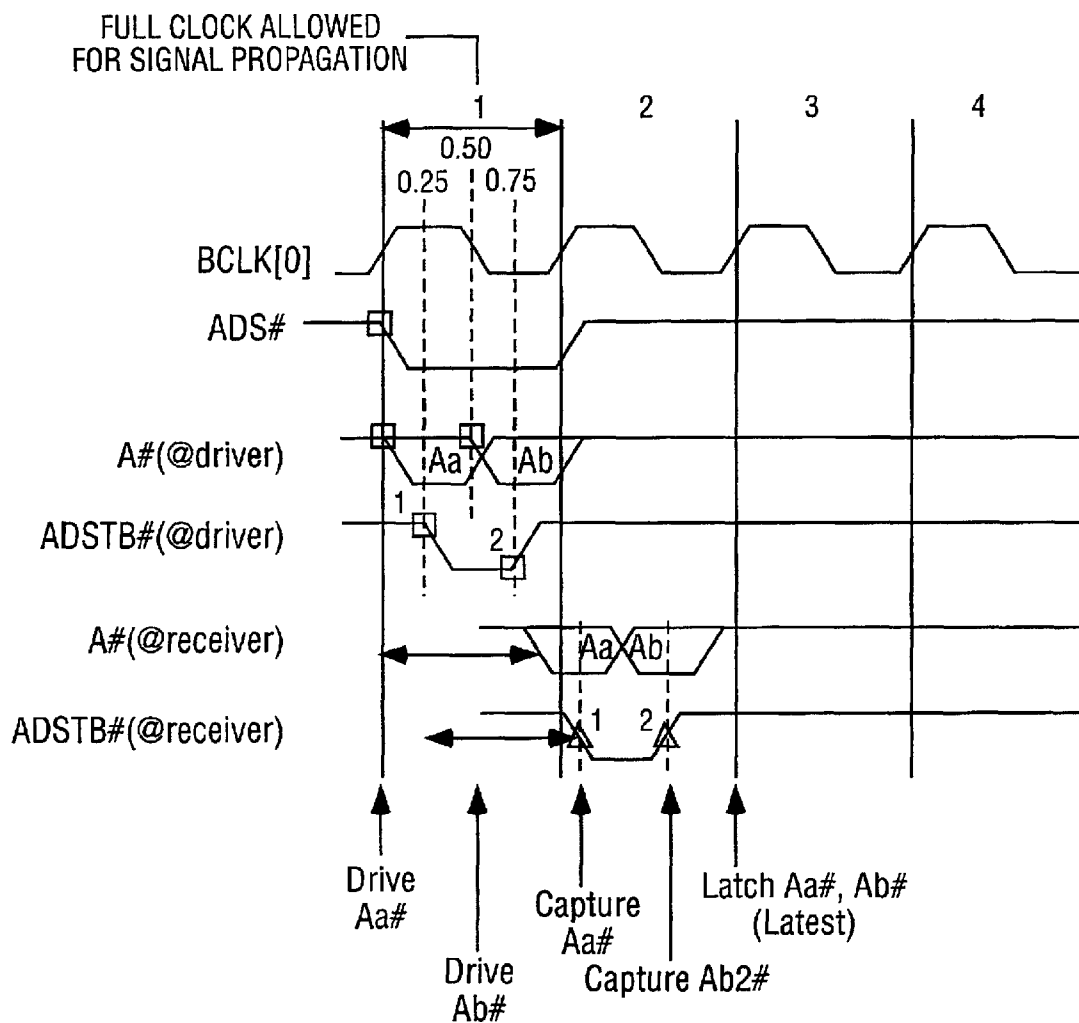 FULL CLOCK ALLOWED
FOR SIGNAL PROPAGATION
1 2 3 4
0.50
0.25 0.75
BCLK[0]
ADS#
A#(@driver) Aa Ab
1
ADSTB#(@driver) 2
A#(@receiver) Aa Ab
ADSTB#(@receiver) 1 2
Drive
Aa#
Drive
Ab#
Capture
Aa#
Capture Ab2#
Latch Aa#, Ab#
(Latest)